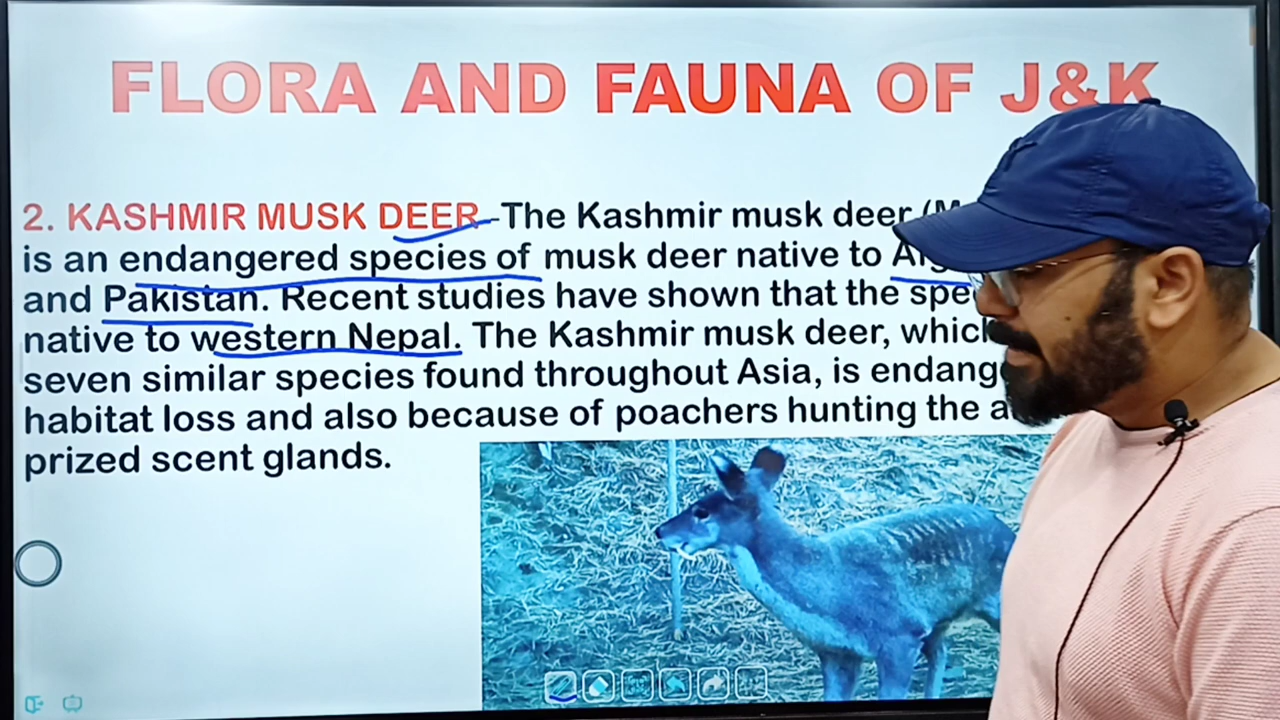 FLORA AND FAUNA OF J&K
2. KASHMIR MUSK DEER-The Kashmir musk deer
is an endangered species of musk deer native to
and Pakistan. Recent studies have shown that the
native to western Nepal. The Kashmir musk deer,
seven similar species found throughout Asia, is
habitat loss and also because of poachers hunting the
prized scent glands.